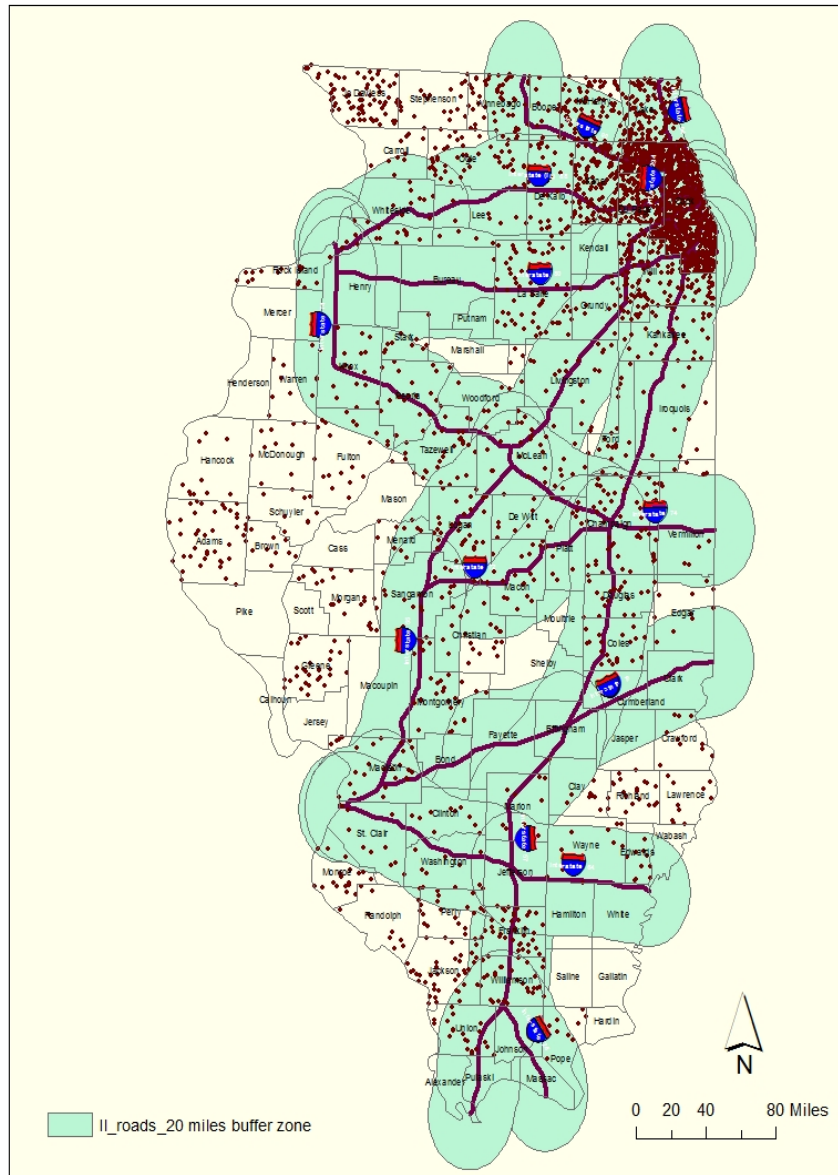 Stephenson
Winnebago
Boone
Carroll
Whiteside
Lee
De Kalb
Kendall
Rock Island
Henry
Bureau
La Salle
Grundy
Will
Mercer
Putnam
Kankakee
Stark
Marshall
Knox
Livingston
Henderson
Warren
Woodford
Iroquois
Ford
Tazewell
McLean
Hancock
McDonough
Fulton
Mason
Schuyler
De Witt
Champaign
Adams
Brown
Cass
Menard
Vermilion
Piatt
Morgan
Sangamon
Macon
Douglas
Pike
Scott
Moultrie
Edgar
Christian
Coles
Greene
Shelby
Macoupin
Clark
Calhoun
Montgomery
Cumberland
Jersey
Fayette
Effingham
Jasper
Crawford
Bond
Madison
Clay
Richland
Lawrence
Marion
Clinton
St. Clair
Wabash
Wayne
Edwards
Washington
Jefferson
Monroe
Perry
Hamilton
White
Randolph
Franklin
Jackson
Saline
Gallatin
Williamson
Hardin
Union
Johnson
Pope
Alexander
Pulaski
Massac
N
Il_roads_20 miles buffer zone
0 20 40 80 Miles